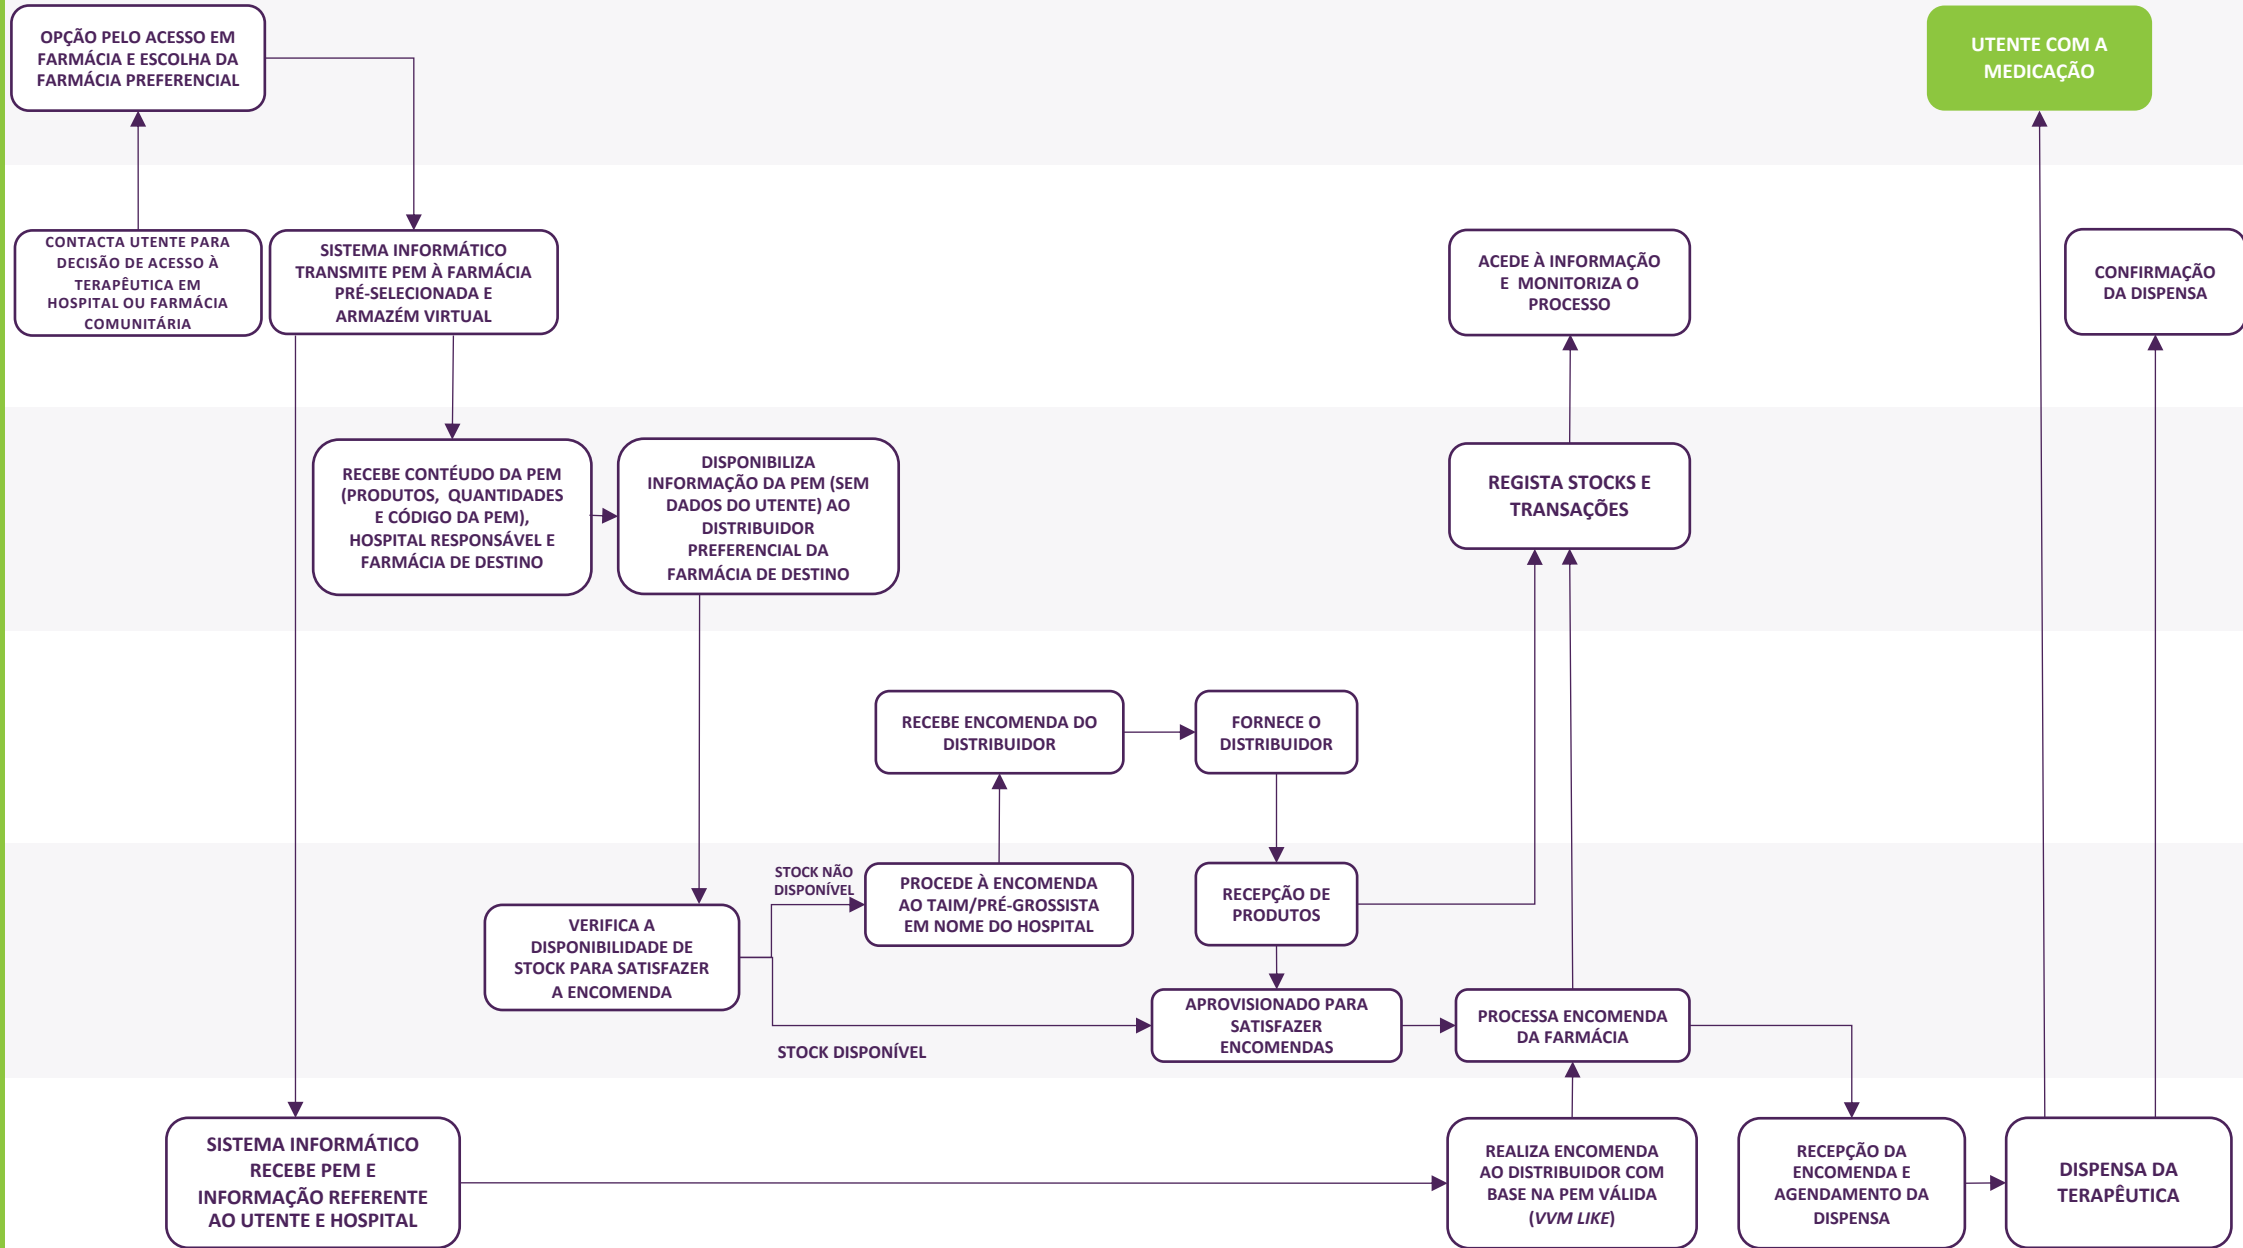 OPÇÃO PELO ACESSO EM
FARMÁCIA E ESCOLHA DA
FARMÁCIA PREFERENCIAL
UTENTE COM A
MEDICAÇÃO
CONTACTA UTENTE PARA
DECISÃO DE ACESSO À
TERAPÊUTICA EM
HOSPITAL OU FARMÁCIA
COMUNITÁRIA
SISTEMA INFORMÁTICO
TRANSMITE PEM À FARMÁCIA
PRÉ-SELECIONADA E
ARMAZÉM VIRTUAL
ACEDE À INFORMAÇÃO
E MONITORIZA O
PROCESSO
CONFIRMAÇÃO
DA DISPENSA
RECEBE CONTÉUDO DA PEM
(PRODUTOS, QUANTIDADES
E CÓDIGO DA PEM),
HOSPITAL RESPONSÁVEL E
FARMÁCIA DE DESTINO
DISPONIBILIZA
INFORMAÇÃO DA PEM (SEM
DADOS DO UTENTE) AO
DISTRIBUIDOR
PREFERENCIAL DA
FARMÁCIA DE DESTINO
REGISTA STOCKS E
TRANSAÇÕES
RECEBE ENCOMENDA DO
DISTRIBUIDOR
FORNECE O
DISTRIBUIDOR
VERIFICA A
DISPONIBILIDADE DE
STOCK PARA SATISFAZER
A ENCOMENDA
STOCK NÃO
DISPONÍVEL
PROCEDE À ENCOMENDA
AO TAIM/PRÉ-GROSSISTA
EM NOME DO HOSPITAL
RECEPÇÃO DE
PRODUTOS
STOCK DISPONÍVEL
APROVISIONADO PARA
SATISFAZER
ENCOMENDAS
PROCESSA ENCOMENDA
DA FARMÁCIA
SISTEMA INFORMÁTICO
RECEBE PEM E
INFORMAÇÃO REFERENTE
AO UTENTE E HOSPITAL
REALIZA ENCOMENDA
AO DISTRIBUIDOR COM
BASE NA PEM VÁLIDA
(VVM LIKE)
RECEPÇÃO DA
ENCOMENDA E
AGENDAMENTO DA
DISPENSA
DISPENSA DA
TERAPÊUTICA